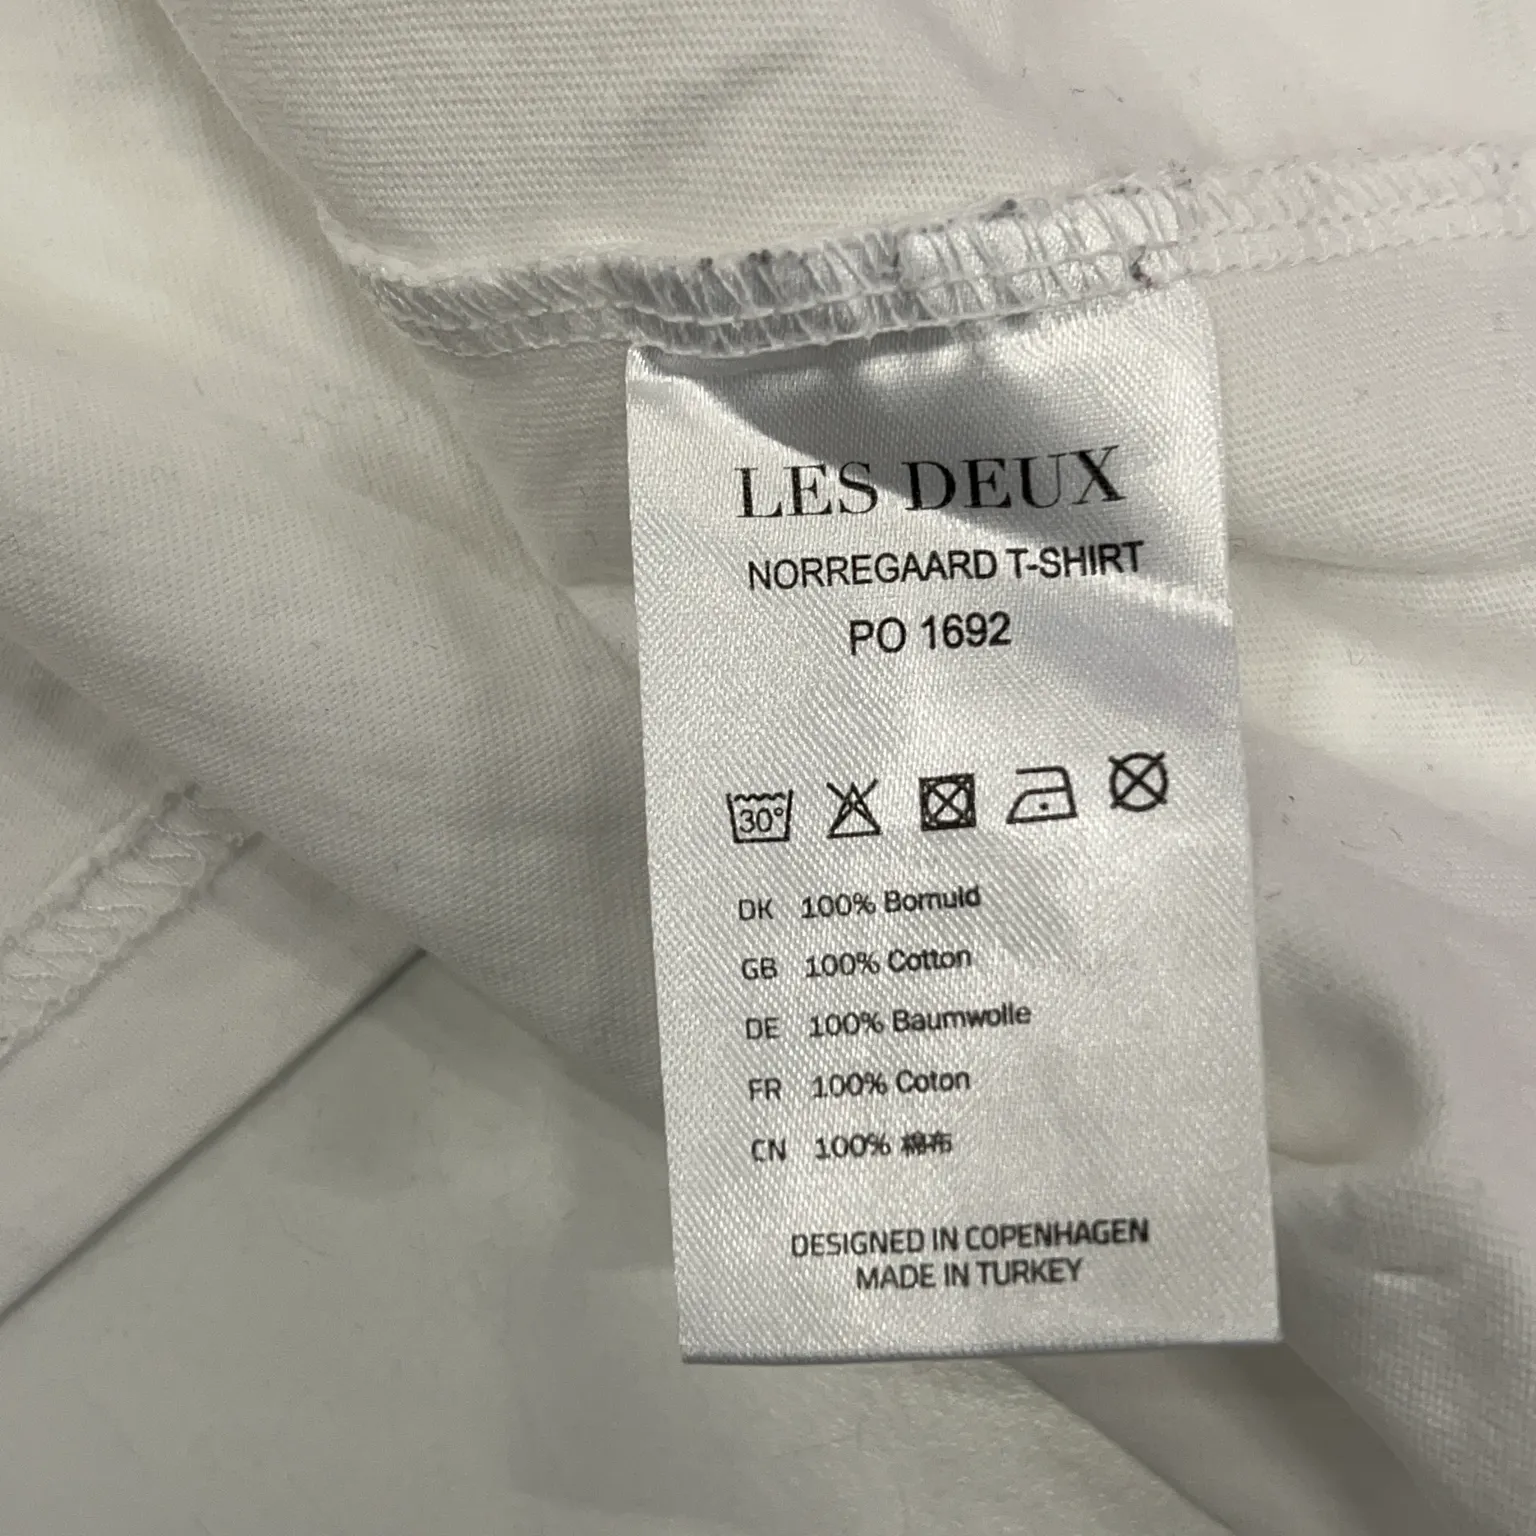 LES DEUX
NORREGAARD T-SHIRT
PO 1692
30°
DK 100% Bomuld
GB 100% Cotton
DE 100% Baumwolle
FR 100% Coton
CN 100% 棉布
DESIGNED IN COPENHAGEN
MADE IN TURKEY